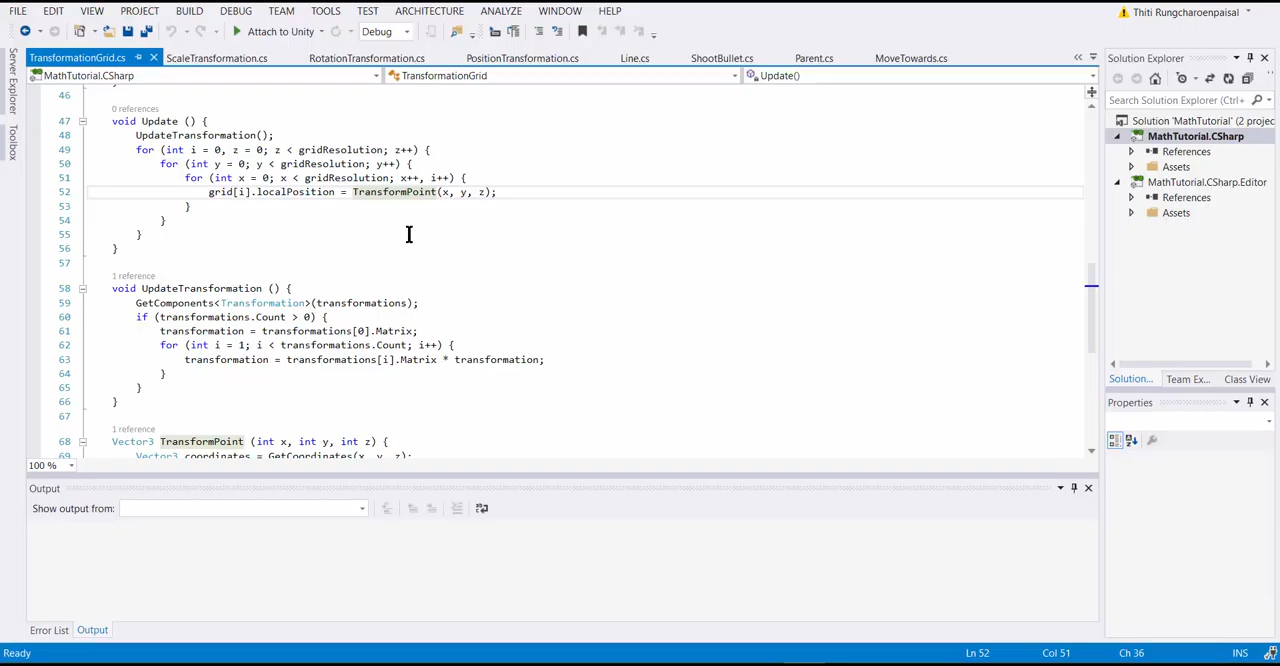 FILE EDIT VIEW PROJECT BUILD DEBUG TEAM TOOLS TEST ARCHITECTURE ANALYZE WINDOW HELP
Thiti Rungcharoenpaisal
Attach to Unity Debug
Server Explorer
Toolbox
TransformationGrid.cs ScaleTransformation.cs RotationTransformation.cs PositionTransformation.cs Line.cs ShootBullet.cs Parent.cs MoveTowards.cs
MathTutorial.CSharp TransformationGrid Update()
46
0 references
47 void Update () {
48 UpdateTransformation();
49 for (int i = 0, z = 0; z < gridResolution; z++) {
50 for (int y = 0; y < gridResolution; y++) {
51 for (int x = 0; x < gridResolution; x++, i++) {
52 grid[i].localPosition = TransformPoint(x, y, z);
53 }
54 }
55 }
56 }
57
1 reference
58 void UpdateTransformation () {
59 GetComponents<Transformation>(transformations);
60 if (transformations.Count > 0) {
61 transformation = transformations[0].Matrix;
62 for (int i = 1; i < transformations.Count; i++) {
63 transformation = transformations[i].Matrix * transformation;
64 }
65 }
66 }
67
1 reference
68 Vector3 TransformPoint (int x, int y, int z) {
69 Vector3 coordinates = GetCoordinates(x, y, z);
100 %
Solution Explorer
Search Solution Explorer (Ctrl+
Solution 'MathTutorial' (2 projec
MathTutorial.CSharp
References
Assets
MathTutorial.CSharp.Editor
References
Assets
Solution... Team Ex... Class View
Properties
Output
Show output from:
Error List Output
Ready Ln 52 Col 51 Ch 36 INS